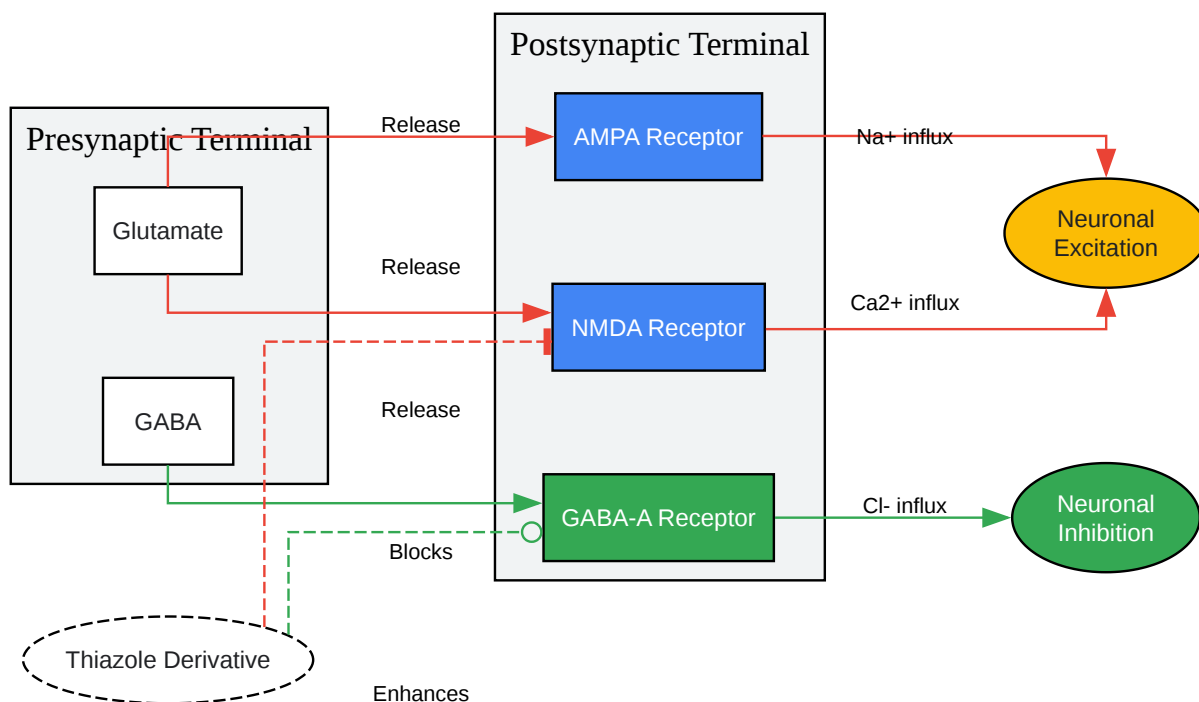 Postsynaptic Terminal
Presynaptic Terminal
Release
AMPA Receptor
Na+ influx
Glutamate
Neuronal
Excitation
Release
NMDA Receptor
Ca2+ influx
GABA
Release
GABA-A Receptor
Cl- influx
Neuronal
Inhibition
Blocks
Thiazole Derivative
Enhances